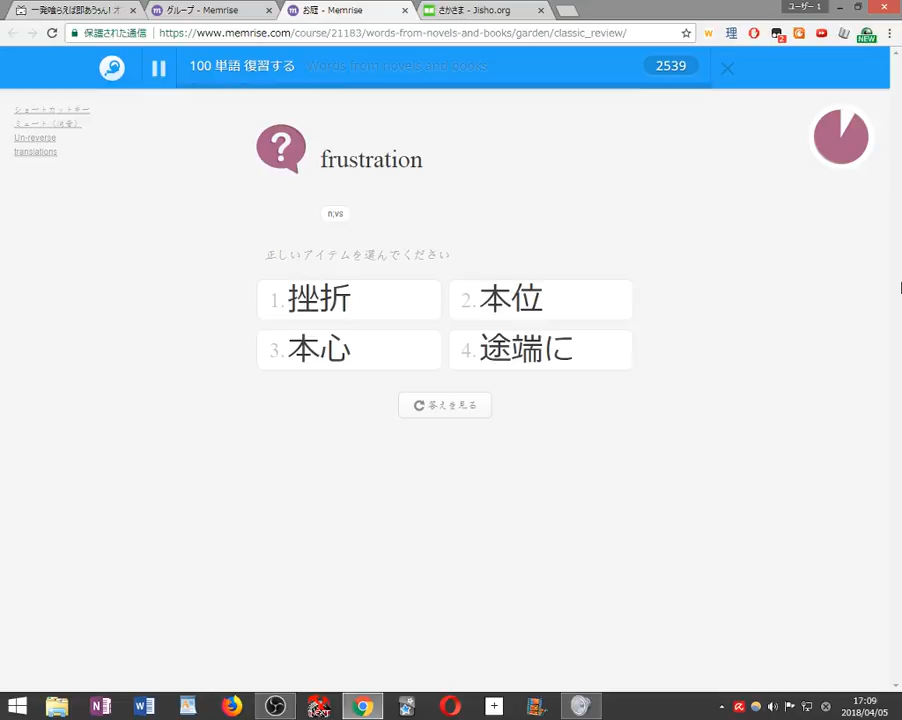 一発喰らえば即あうぅん! オ
グループ - Memrise
お暦 - Memrise
さかさま - Jisho.org
ユーザー 1
保護された通信
https://www.memrise.com/course/21183/words-from-novels-and-books/garden/classic_review/
100 単語 復習する
Words from novels and books
2539
ショートカットキー
ミュート（消音）
Un-reverse
translations
frustration
n;vs
正しいアイテムを選んでください
1. 挫折
2. 本位
3. 本心
4. 途端に
答えを見る
17:09
2018/04/05